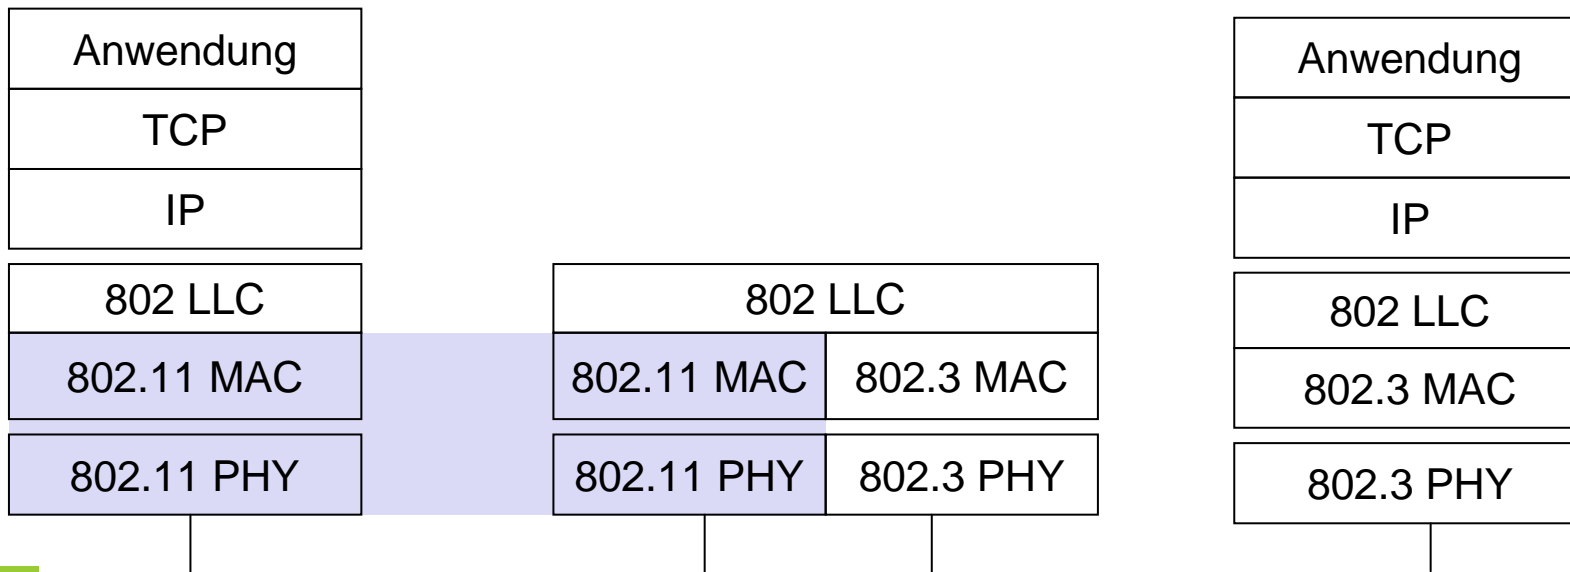 Anwendung
TCP
IP
802 LLC
802.11 MAC
802.11 PHY
802 LLC
802.11 MAC
802.3 MAC
802.11 PHY
802.3 PHY
Anwendung
TCP
IP
802 LLC
802.3 MAC
802.3 PHY